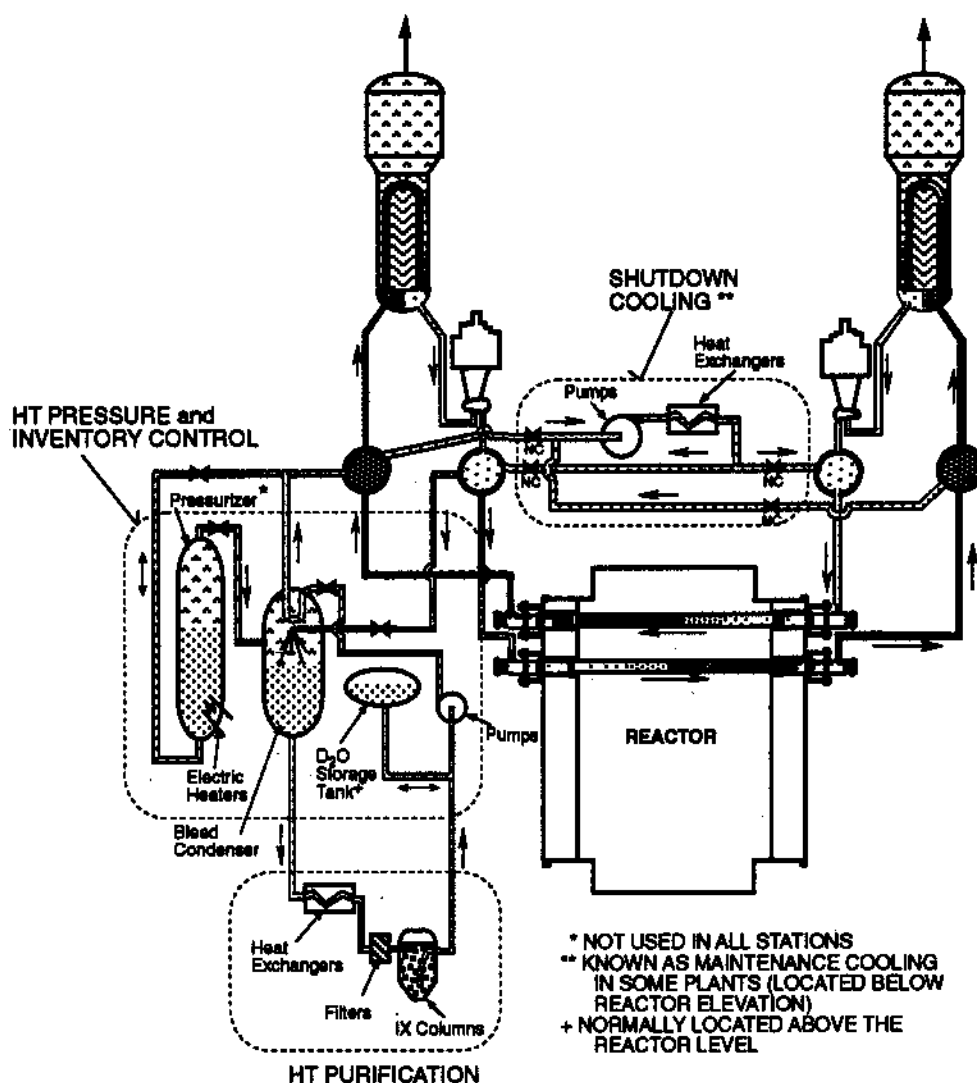 SHUTDOWN
COOLING **
Heat
Exchangers
Pumps
HT PRESSURE and
INVENTORY CONTROL
NC
NC
NC
NC
Pressurizer*
Pumps
REACTOR
D₂O
Storage
Tank+
Electric
Heaters
Bleed
Condenser
Heat
Exchangers
Filters
IX Columns
HT PURIFICATION
* NOT USED IN ALL STATIONS
** KNOWN AS MAINTENANCE COOLING
IN SOME PLANTS (LOCATED BELOW
REACTOR ELEVATION)
+ NORMALLY LOCATED ABOVE THE
REACTOR LEVEL